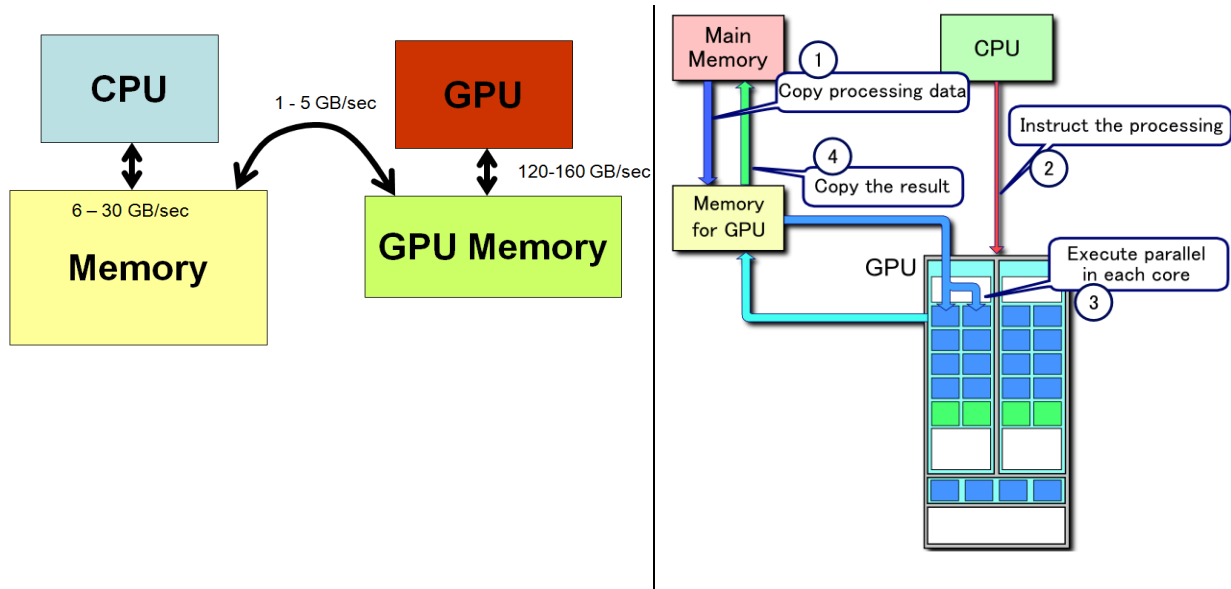 CPU
GPU
1 - 5 GB/sec
120-160 GB/sec
6 – 30 GB/sec
Memory
GPU Memory
Main
Memory
CPU
1
Copy processing data
Instruct the processing
2
4
Copy the result
Memory
for GPU
GPU
Execute parallel
in each core
3